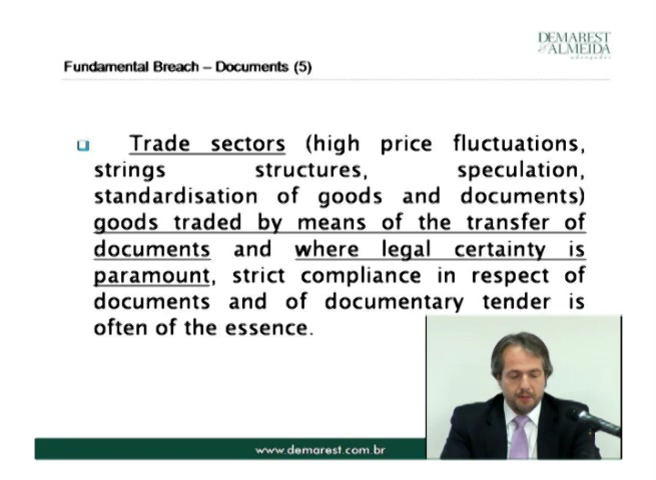 DEMAREST
& ALMEIDA
advogados
Fundamental Breach – Documents (5)
Trade sectors (high price fluctuations,
strings structures, speculation,
standardisation of goods and documents)
goods traded by means of the transfer of
documents and where legal certainty is
paramount, strict compliance in respect of
documents and of documentary tender is
often of the essence.
www.demarest.com.br